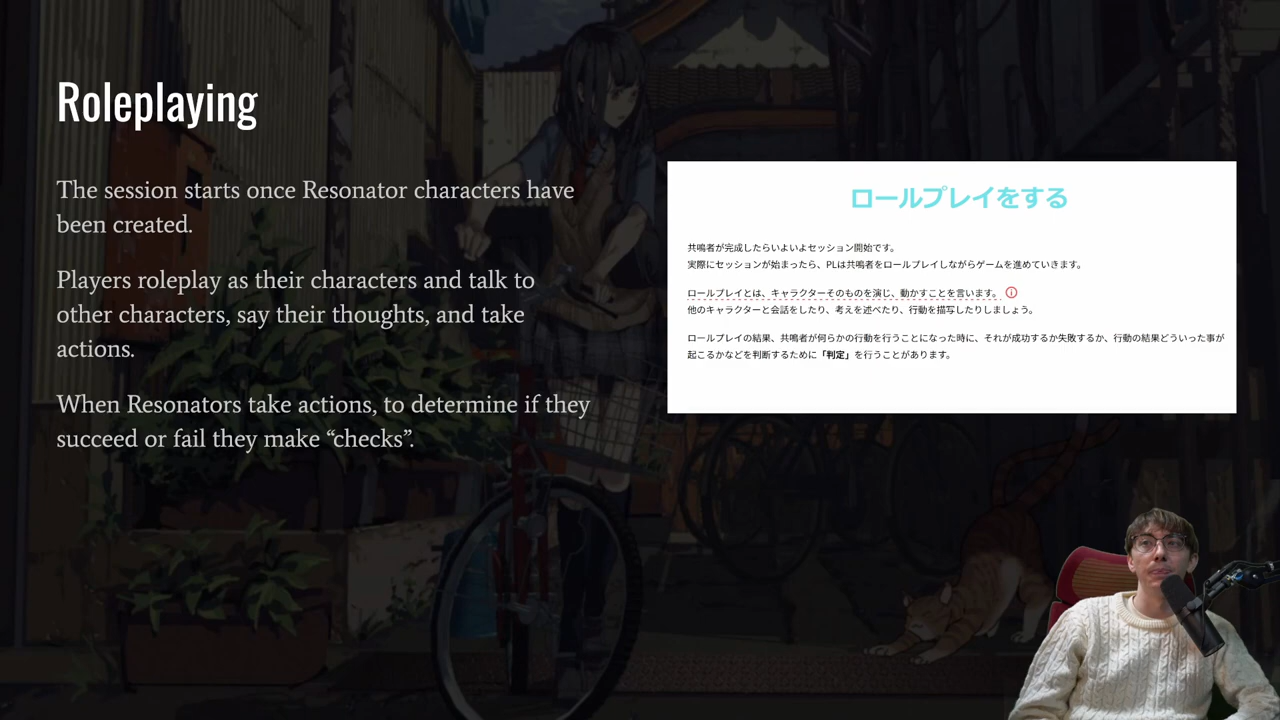 Roleplaying
The session starts once Resonator characters have
been created.
Players roleplay as their characters and talk to
other characters, say their thoughts, and take
actions.
When Resonators take actions, to determine if they
succeed or fail they make “checks”.
ロールプレイをする
共鳴者が完成したらいよいよセッション開始です。
実際にセッションが始まったら、PLは共鳴者をロールプレイしながらゲームを進めていきます。
ロールプレイとは、キャラクターそのものを演じ、動かすことを言います。
他のキャラクターと会話をしたり、考えを述べたり、行動を描写したりしましょう。
ロールプレイの結果、共鳴者が何らかの行動を行うことになった時に、それが成功するか失敗するか、行動の結果どういった事が
起こるかなどを判断するために「判定」を行うことがあります。